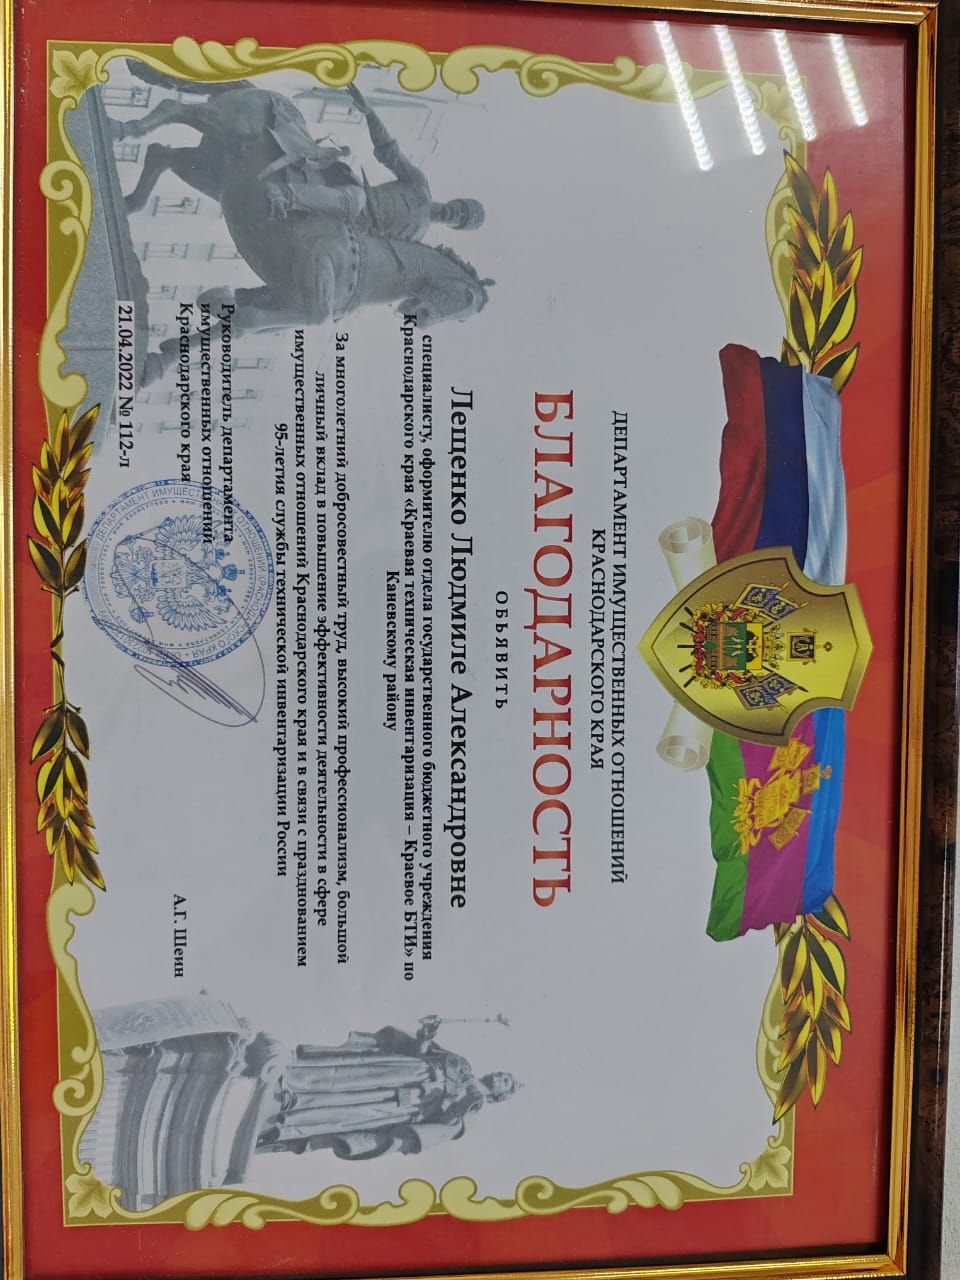 ДЕПАРТАМЕНТ ИМУЩЕСТВЕННЫХ ОТНОШЕНИЙ
КРАСНОДАРСКОГО КРАЯ
БЛАГОДАРНОСТЬ
ОБЪЯВИТЬ
Лещенко Людмиле Александровне
специалисту, оформителю отдела государственного бюджетного учреждения
Краснодарского края «Краевая техническая инвентаризация – Краевое БТИ» по
Каневскому району
За многолетний добросовестный труд, высокий профессионализм, большой
личный вклад в повышение эффективности деятельности в сфере
имущественных отношений Краснодарского края и в связи с празднованием
95-летия службы технической инвентаризации России
Руководитель департамента
имущественных отношений
Краснодарского края
А.Г. Шеин
21.04.2022 № 112-л